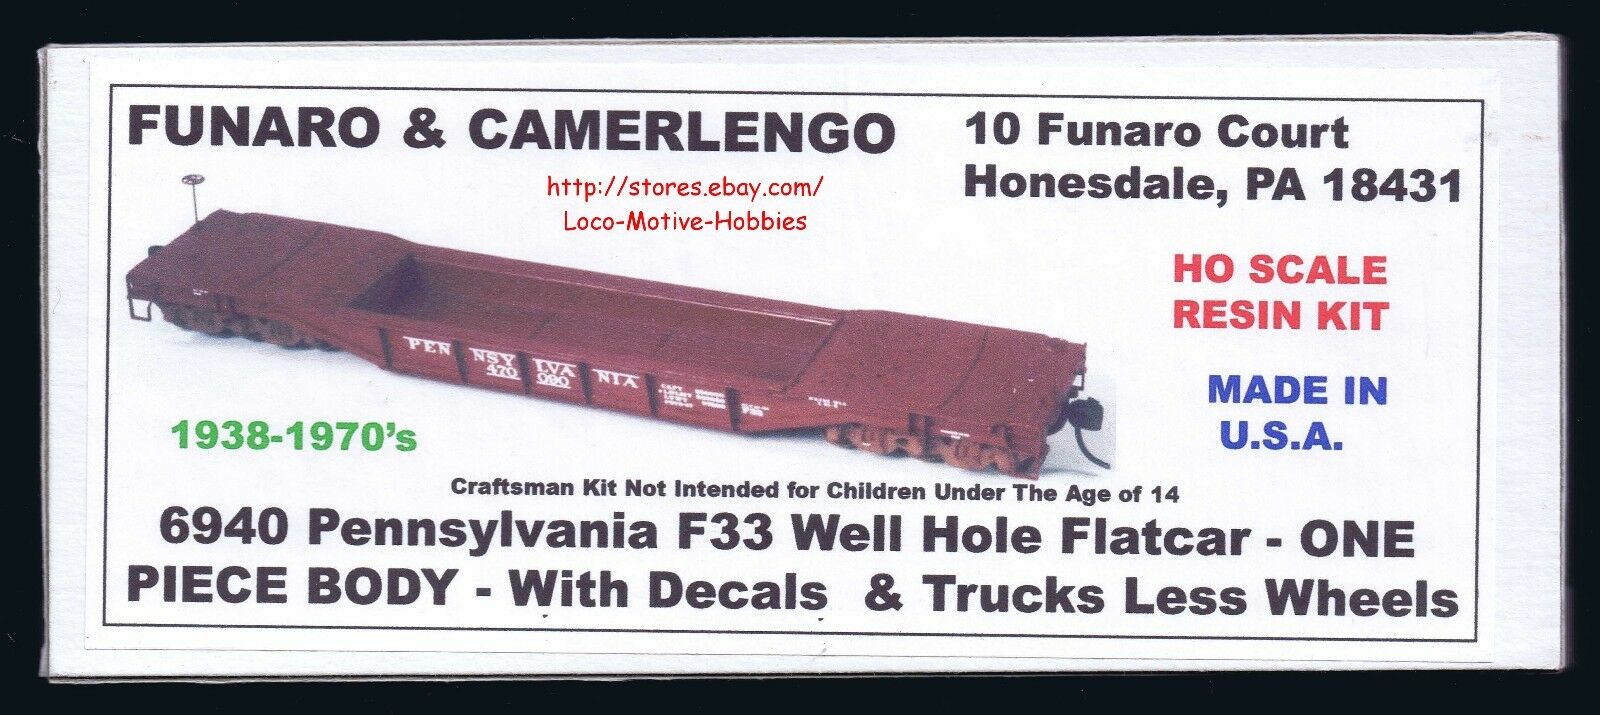 FUNARO & CAMERLENGO
10 Funaro Court
Honesdale, PA 18431
http://stores.ebay.com/
Loco-Motive-Hobbies
HO SCALE
RESIN KIT
MADE IN
U.S.A.
PENNSYLVANIA
470090
1938-1970's
Craftsman Kit Not Intended for Children Under The Age of 14
6940 Pennsylvania F33 Well Hole Flatcar - ONE
PIECE BODY - With Decals & Trucks Less Wheels